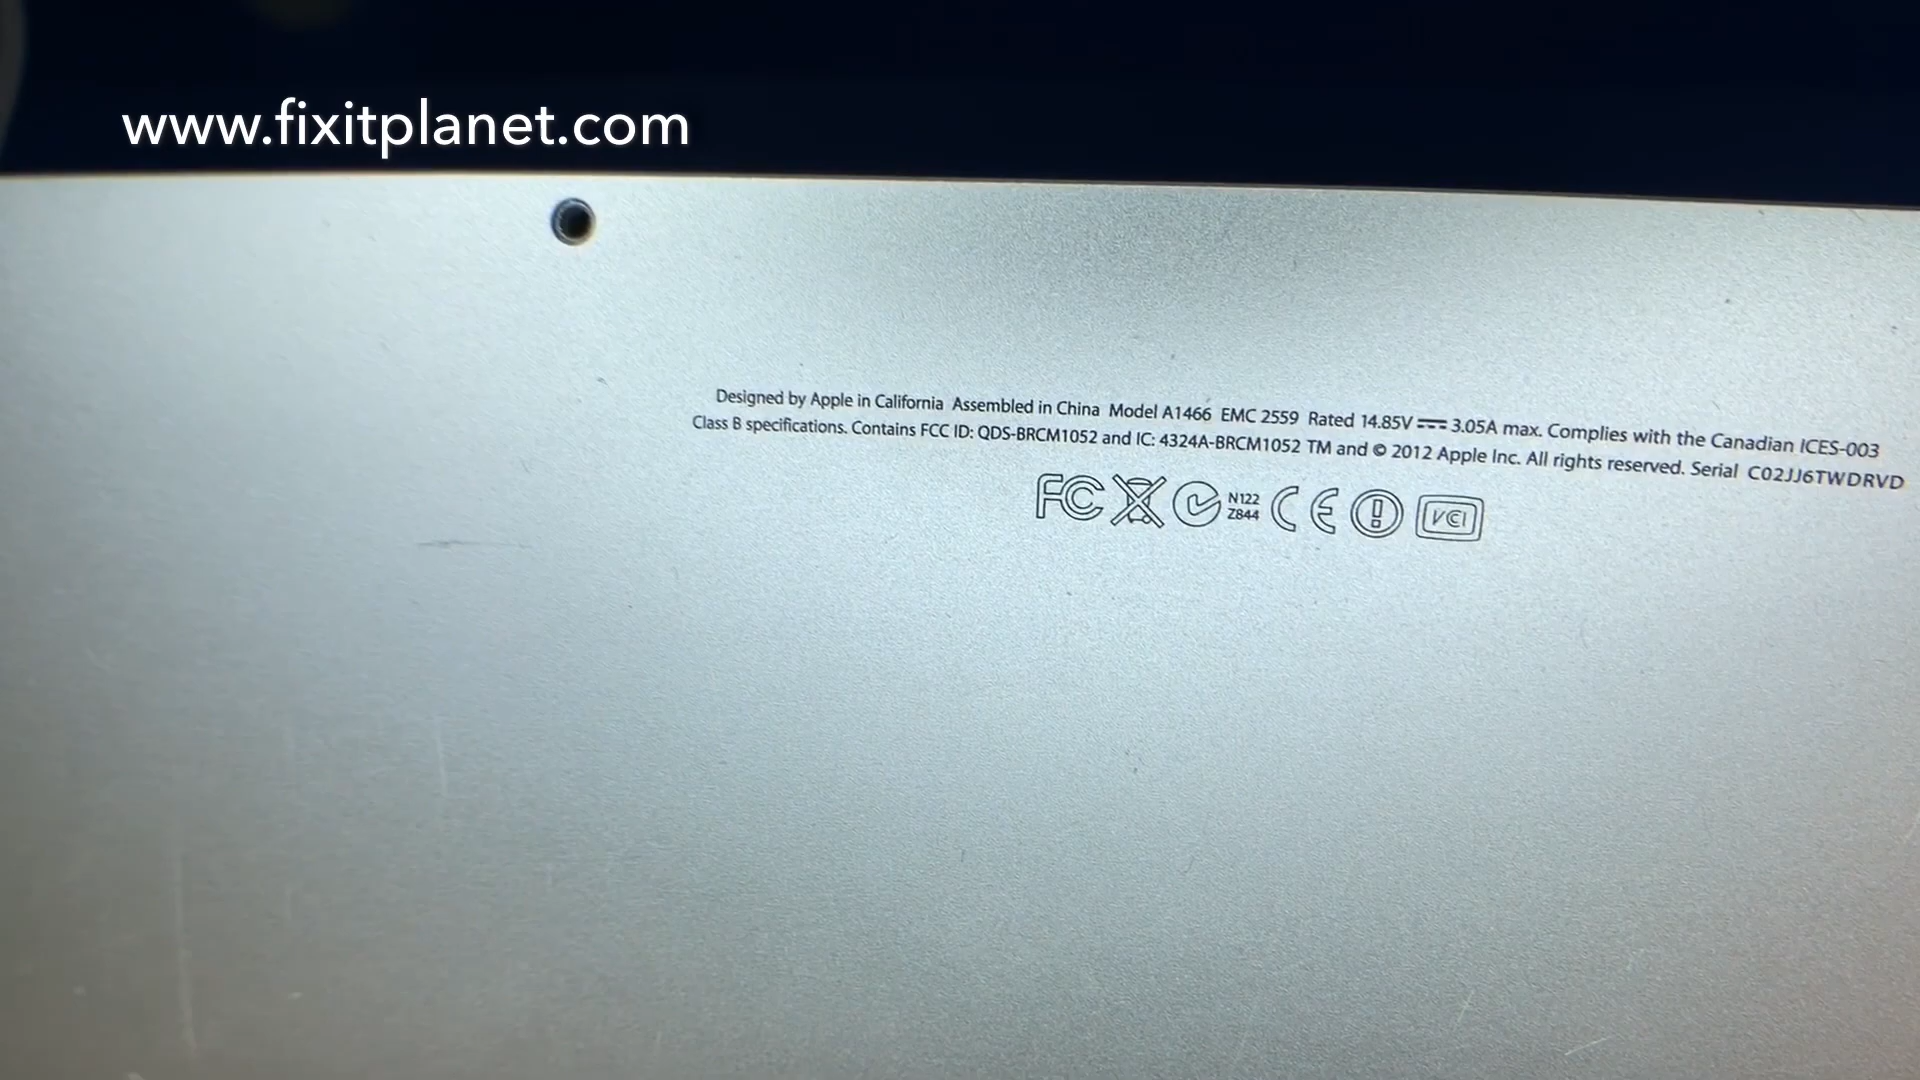 www.fixitplanet.com
Designed by Apple in California Assembled in China Model A1466 EMC 2559 Rated 14.85V ⎓ 3.05A max. Complies with the Canadian ICES-003
Class B specifications. Contains FCC ID: QDS-BRCM1052 and IC: 4324A-BRCM1052 TM and © 2012 Apple Inc. All rights reserved. Serial C02JJ6TWDRVD
FC N122 CE VCI
Z844